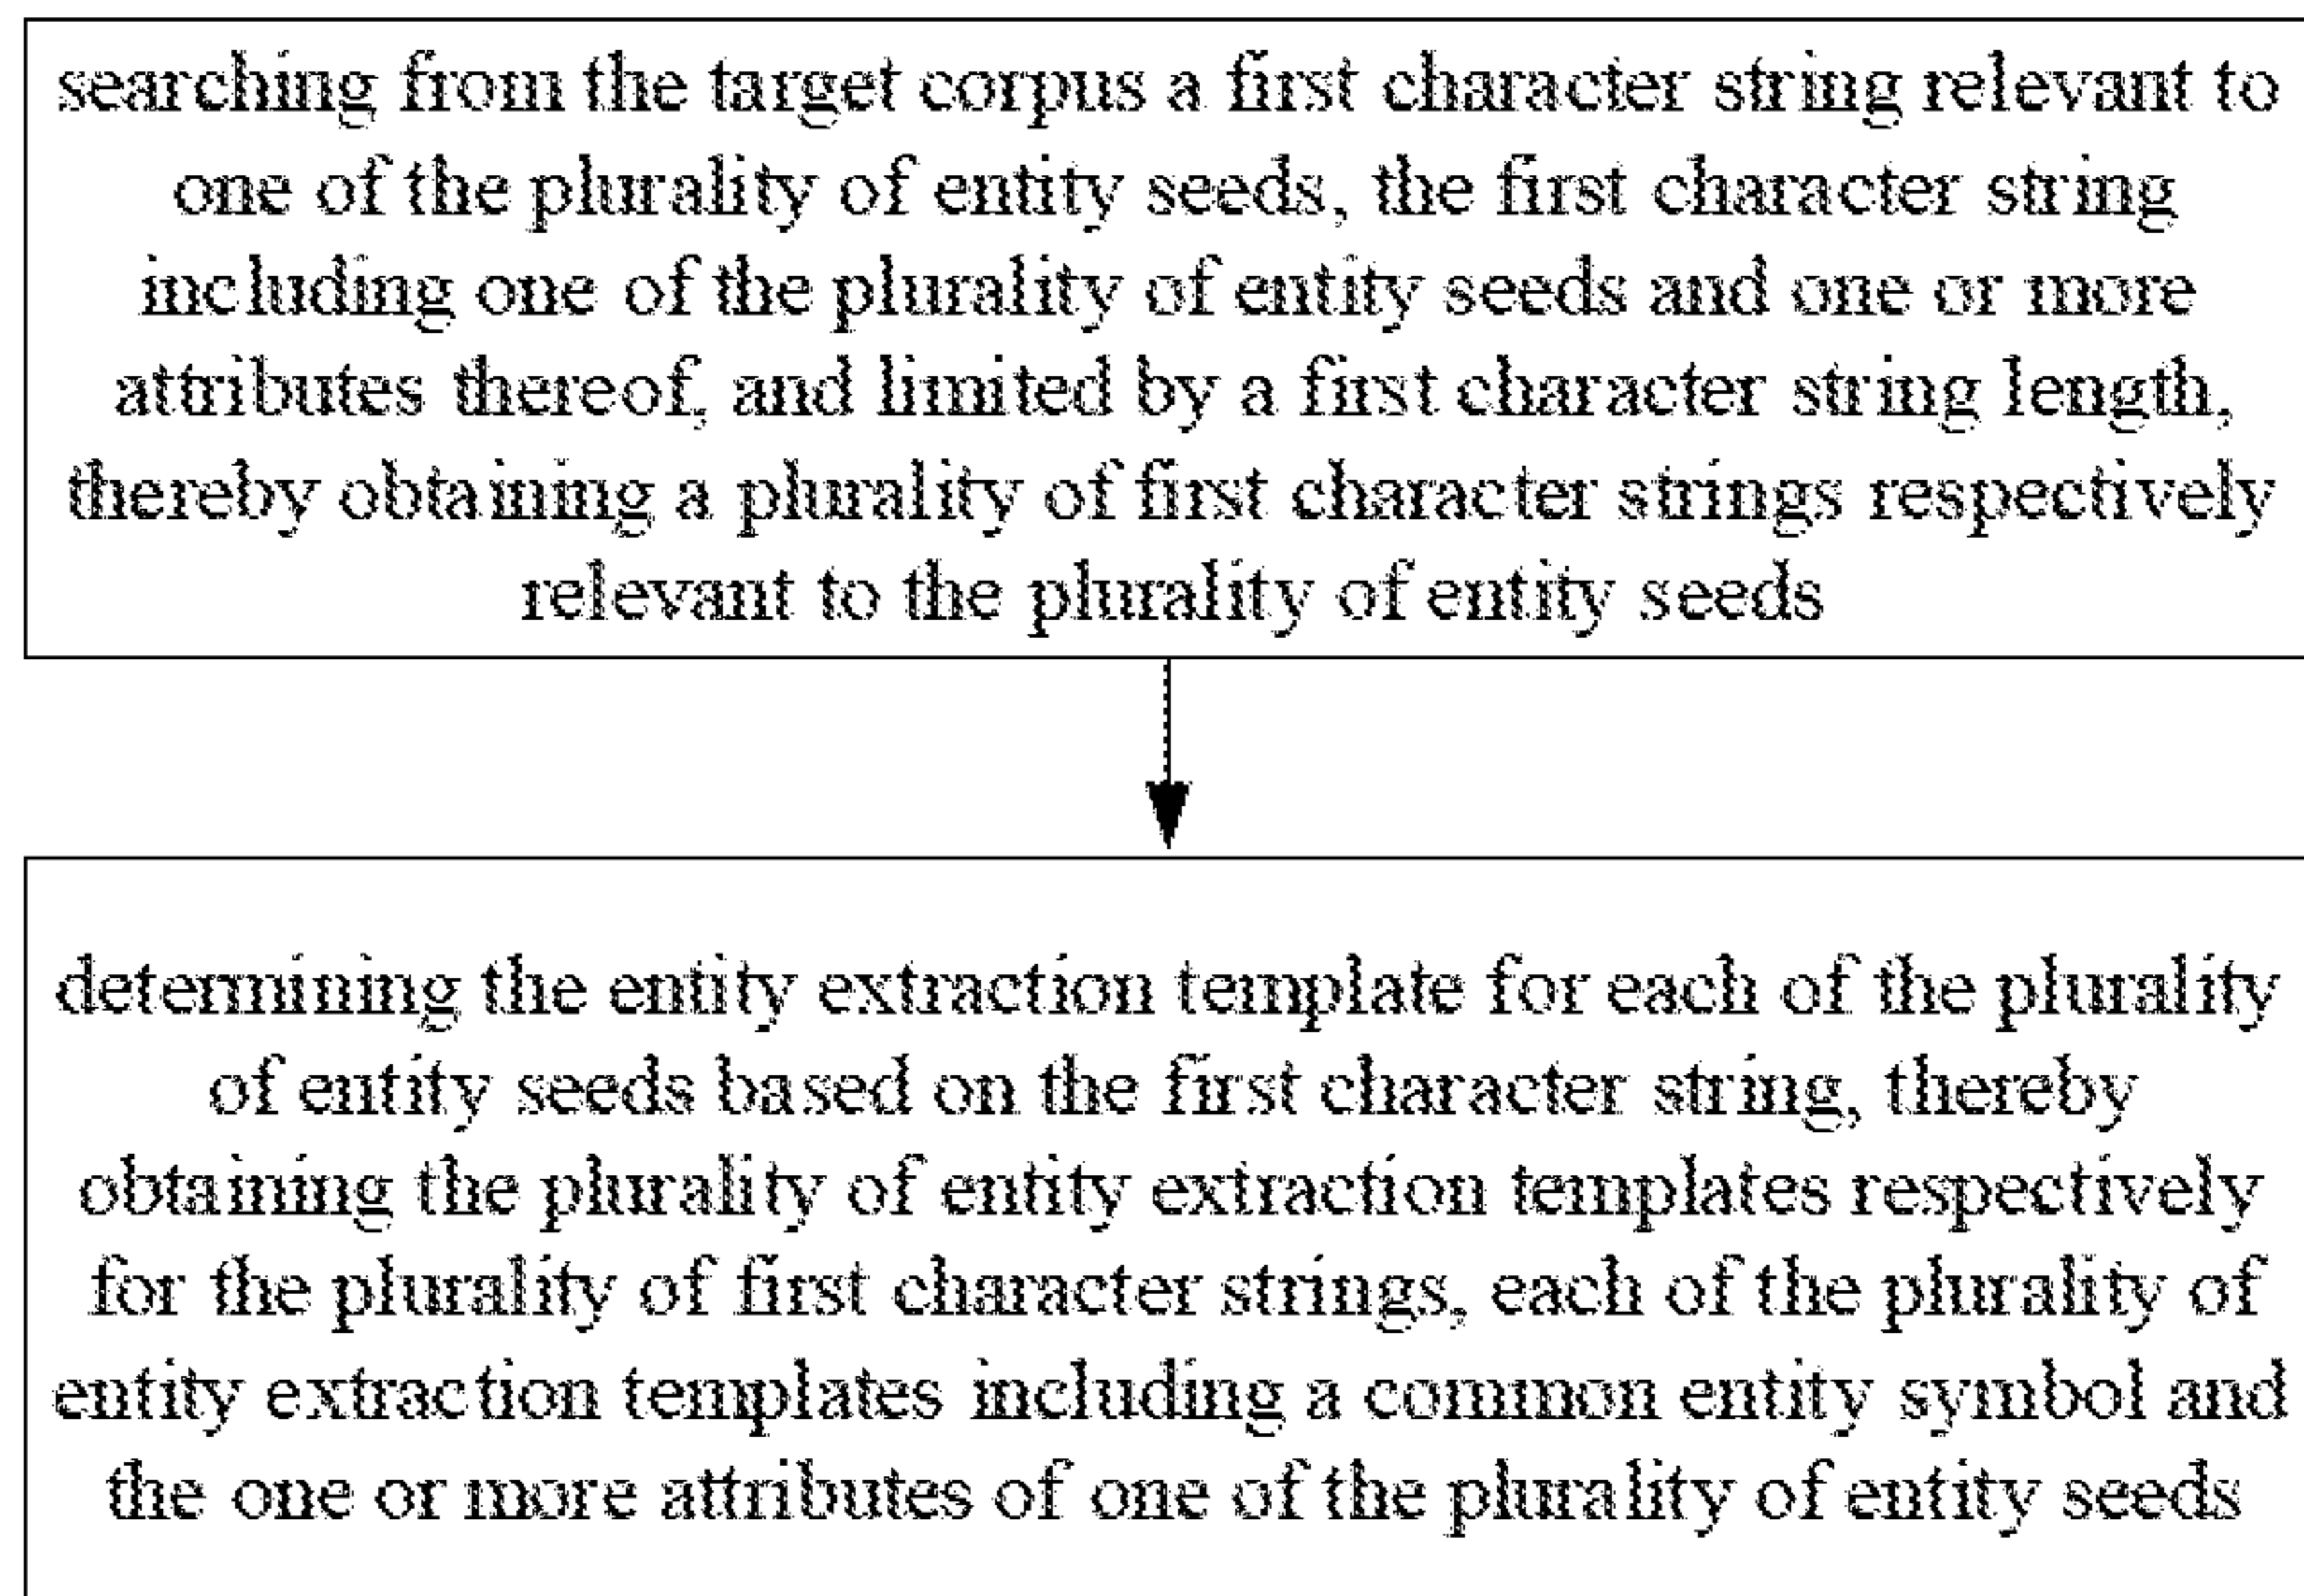 searching from the target corpus a first character string relevant to
one of the plurality of entity seeds, the first character string
including one of the plurality of entity seeds and one or more
attributes thereof, and limited by a first character string length,
thereby obtaining a plurality of first character strings respectively
relevant to the plurality of entity seeds
determining the entity extraction template for each of the plurality
of entity seeds based on the first character string, thereby
obtaining the plurality of entity extraction templates respectively
for the plurality of first character strings, each of the plurality of
entity extraction templates including a common entity symbol and
the one or more attributes of one of the plurality of entity seeds